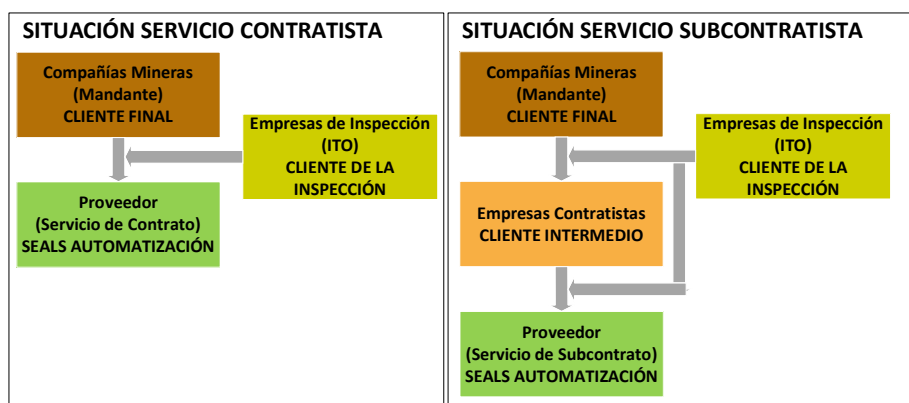 SITUACIÓN SERVICIO CONTRATISTA
Compañías Mineras
(Mandante)
CLIENTE FINAL
Empresas de Inspección
(ITO)
CLIENTE DE LA
INSPECCIÓN
Proveedor
(Servicio de Contrato)
SEALS AUTOMATIZACIÓN
SITUACIÓN SERVICIO SUBCONTRATISTA
Compañías Mineras
(Mandante)
CLIENTE FINAL
Empresas de Inspección
(ITO)
CLIENTE DE LA
INSPECCIÓN
Empresas Contratistas
CLIENTE INTERMEDIO
Proveedor
(Servicio de Subcontrato)
SEALS AUTOMATIZACIÓN